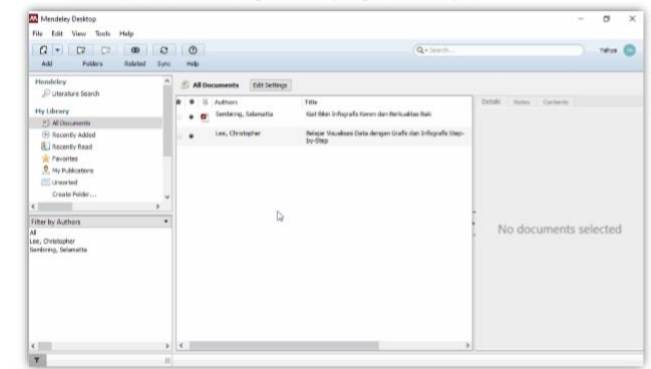 Mendeley Desktop
File Edit View Tools Help
Add Folders Related Sync Help
Search...
Yahya
Mendeley
Literature Search
My Library
All Documents
Recently Added
Recently Read
Favorites
My Publications
Unsorted
Create Folder...
Filter by Authors
All
Lee, Christopher
Sembiring, Selamatta
All Documents Edit Settings
Authors Title
Sembiring, Selamatta Kiat Bikin Infografis Keren dan Berkualitas Baik
Lee, Christopher Belajar Visualisasi Data dengan Grafis dan Infografis Step-
by-Step
Details Notes Contents
No documents selected